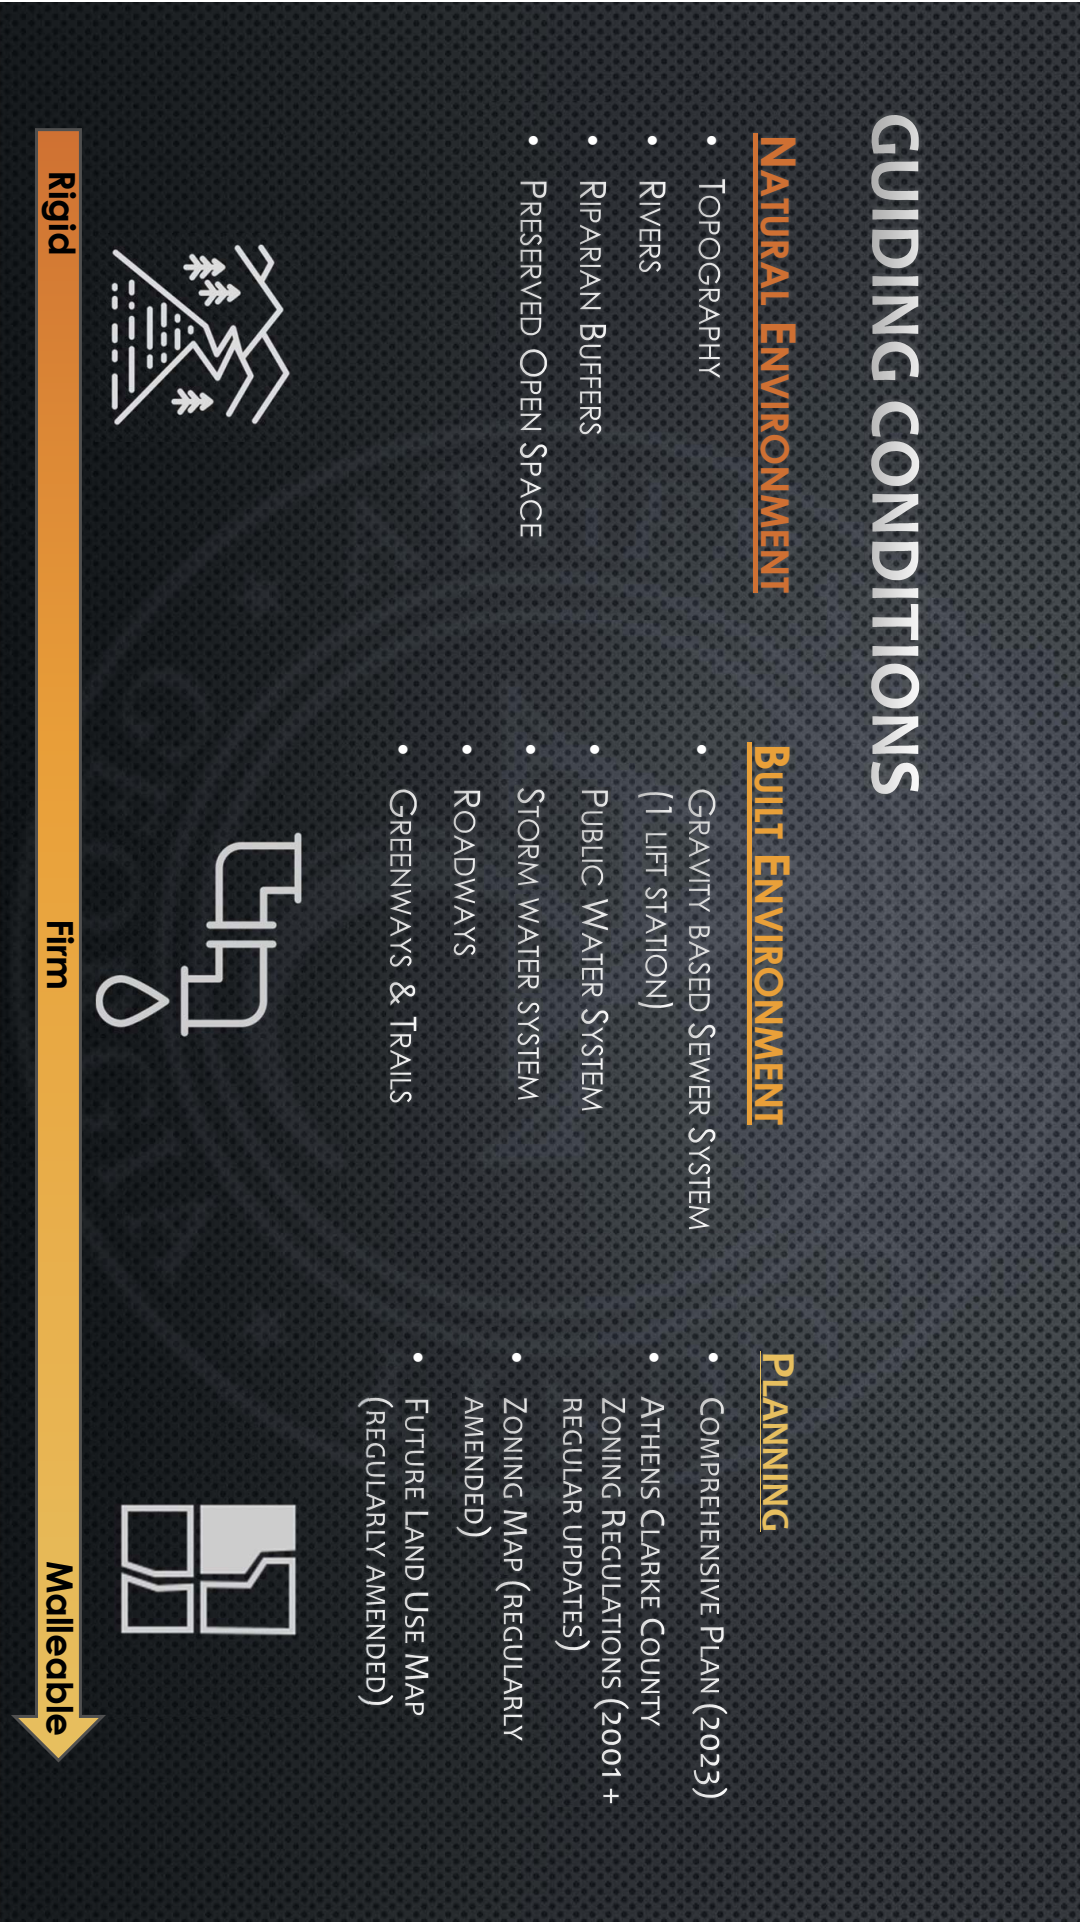 GUIDING CONDITIONS
NATURAL ENVIRONMENT
• TOPOGRAPHY
• RIVERS
• RIPARIAN BUFFERS
• PRESERVED OPEN SPACE
BUILT ENVIRONMENT
• GRAVITY BASED SEWER SYSTEM
(1 LIFT STATION)
• PUBLIC WATER SYSTEM
• STORM WATER SYSTEM
• ROADWAYS
• GREENWAYS & TRAILS
PLANNING
• COMPREHENSIVE PLAN (2023)
• ATHENS CLARKE COUNTY
ZONING REGULATIONS (2001 +
REGULAR UPDATES)
• ZONING MAP (REGULARLY
AMENDED)
• FUTURE LAND USE MAP
(REGULARLY AMENDED)
Rigid
Firm
Malleable